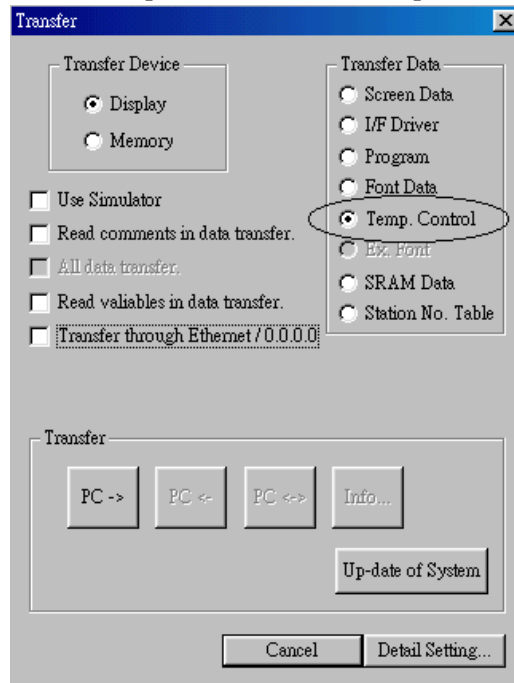 Transfer
Transfer Device
Display
Memory
Use Simulator
Read comments in data transfer.
All data transfer.
Read valiables in data transfer.
Transfer through Ethernet / 0.0.0.0
Transfer Data
Screen Data
I/F Driver
Program
Font Data
Temp. Control
Ex. Font
SRAM Data
Station No. Table
Transfer
PC ->
PC <-
PC <->
Info...
Up-date of System
Cancel
Detail Setting...